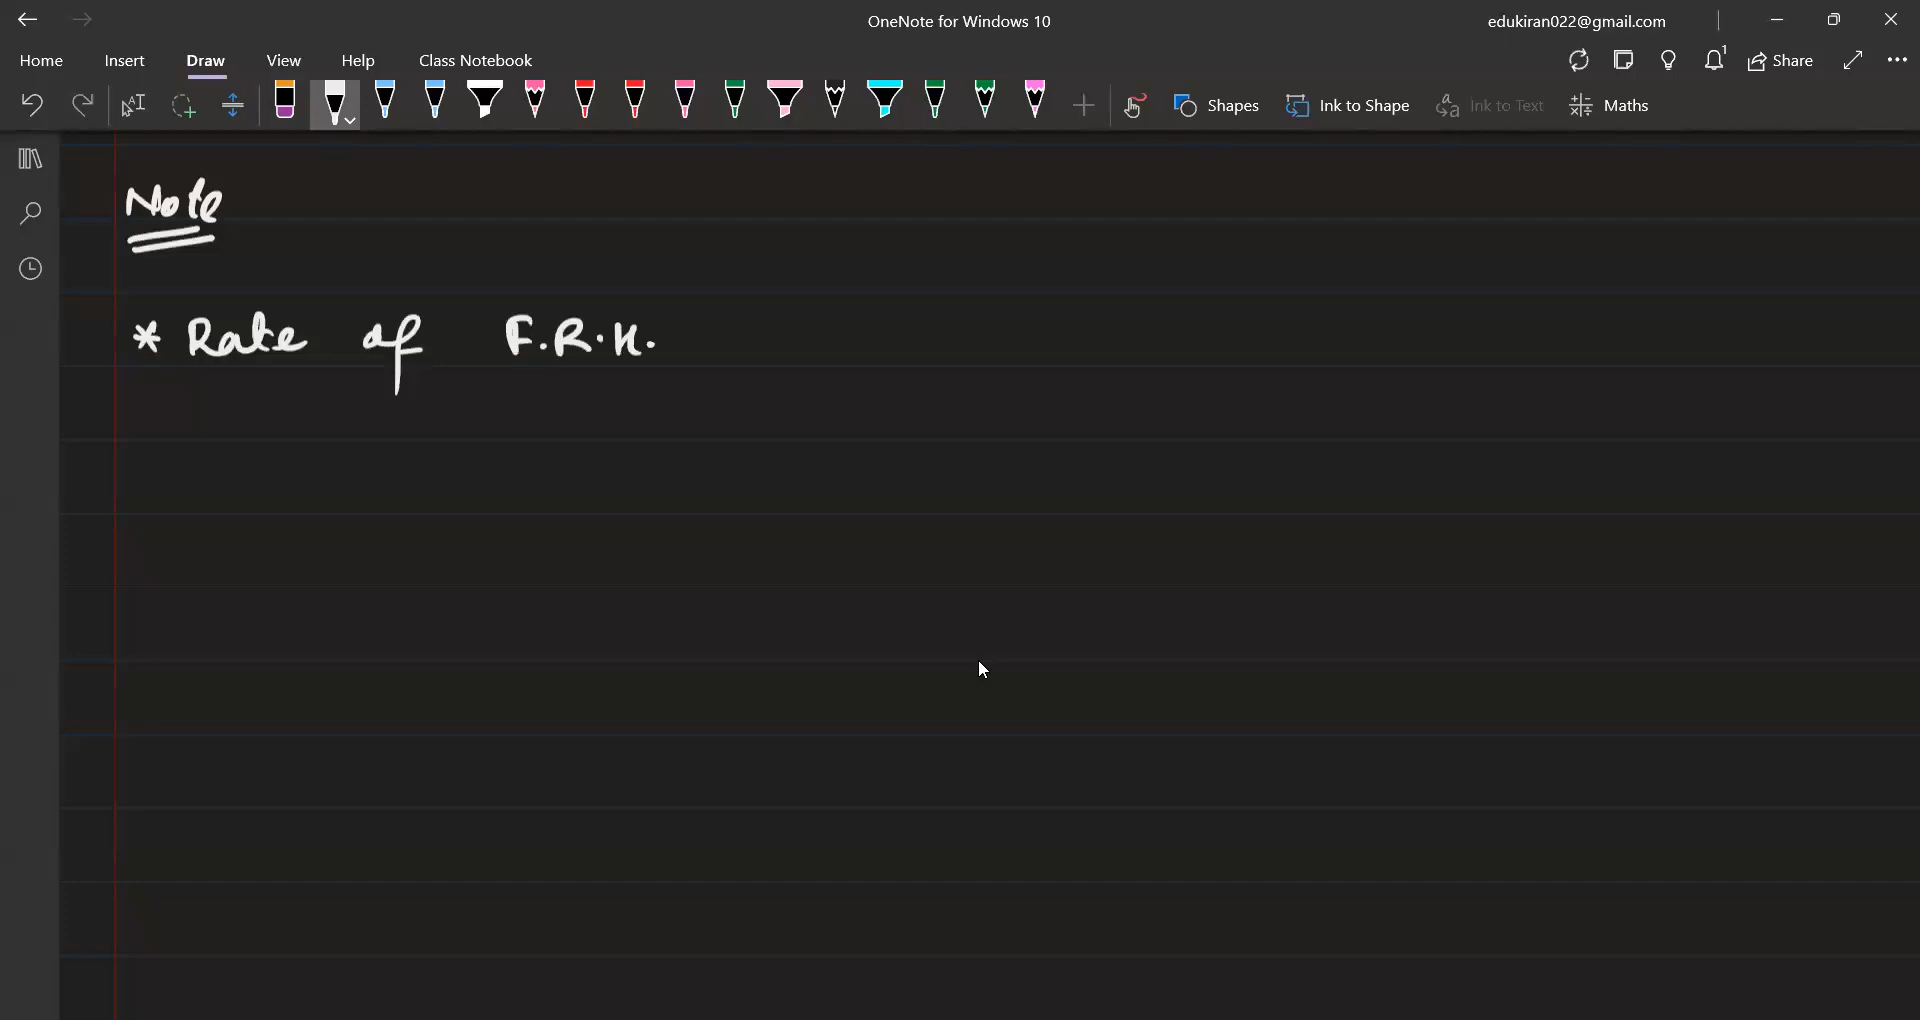 OneNote for Windows 10
edukiran022@gmail.com
Home Insert Draw View Help Class Notebook
1 Share
Shapes Ink to Shape Ink to Text Maths
Note
* Rate of F.R.K.